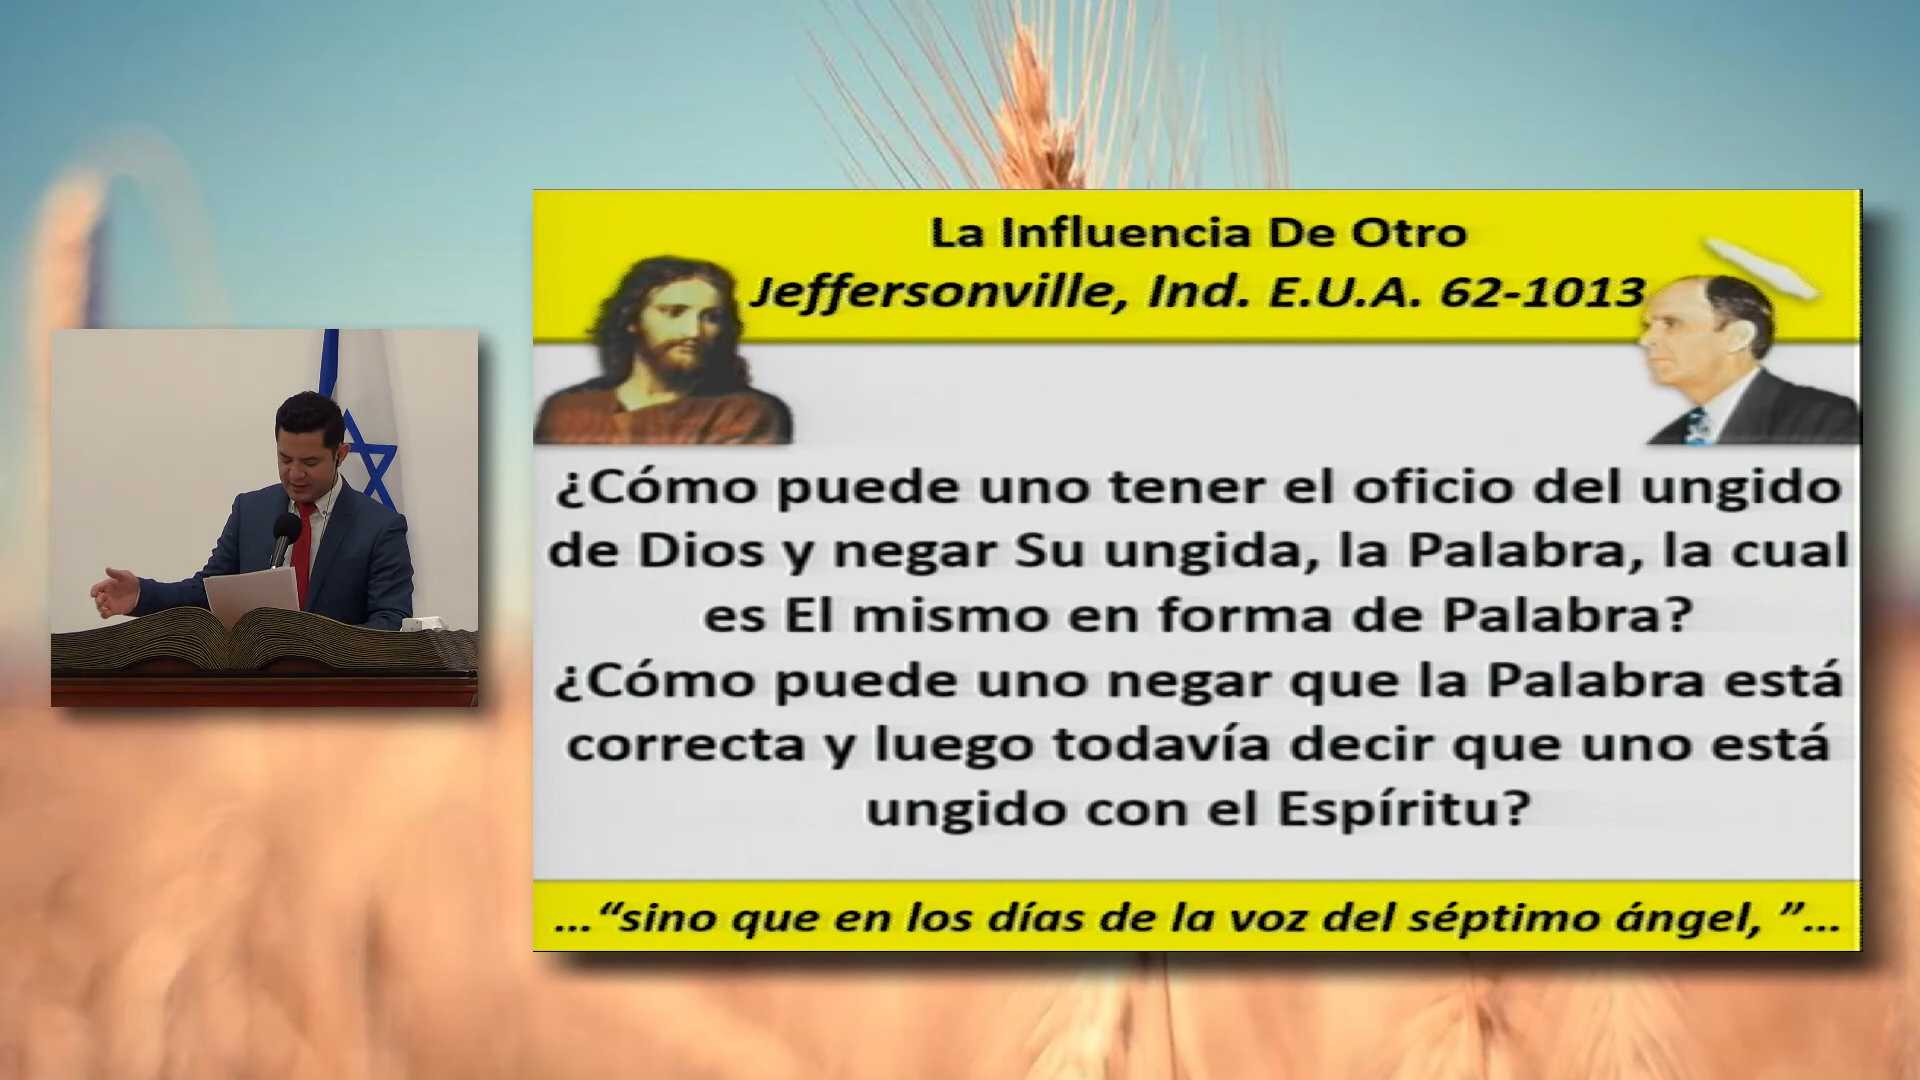 La Influencia De Otro
Jeffersonville, Ind. E.U.A. 62-1013
¿Cómo puede uno tener el oficio del ungido
de Dios y negar Su ungida, la Palabra, la cual
es El mismo en forma de Palabra?
¿Cómo puede uno negar que la Palabra está
correcta y luego todavía decir que uno está
ungido con el Espíritu?
...“sino que en los días de la voz del séptimo ángel, ”...